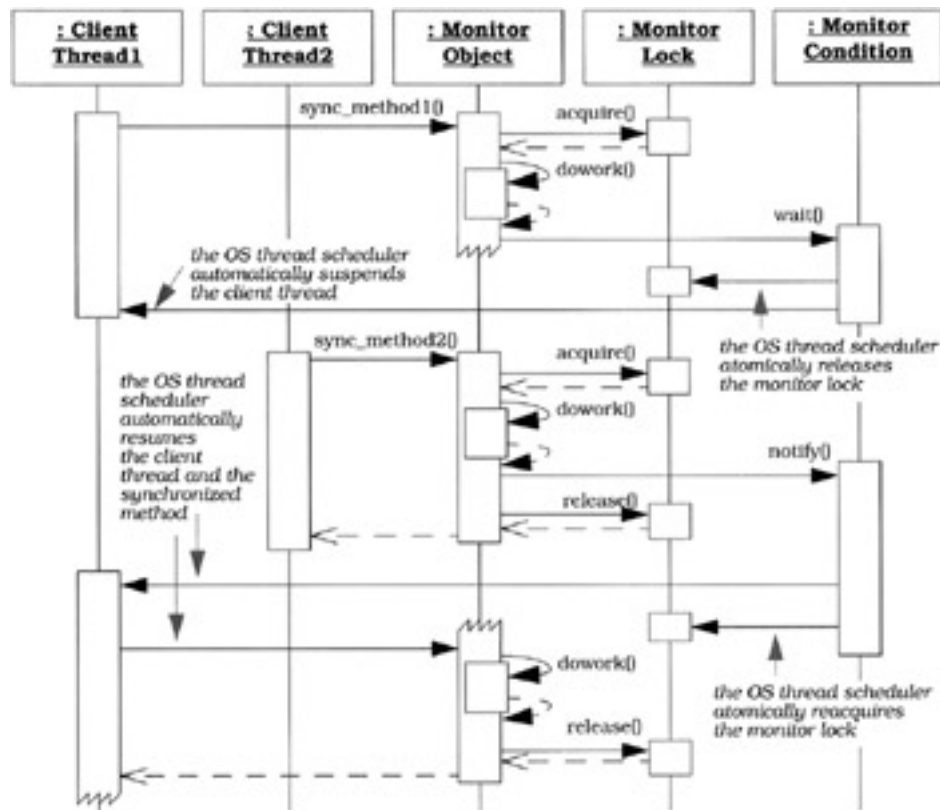 : Client
Thread1
: Client
Thread2
: Monitor
Object
: Monitor
Lock
: Monitor
Condition
sync_method1()
acquire()
dowork()
wait()
the OS thread scheduler
automatically suspends
the client thread
the OS thread scheduler
atomically releases
the monitor lock
sync_method2()
acquire()
the OS thread
scheduler
automatically
resumes
the client
thread and the
synchronized
method
dowork()
notify()
release()
dowork()
the OS thread scheduler
atomically reacquires
the monitor lock
release()